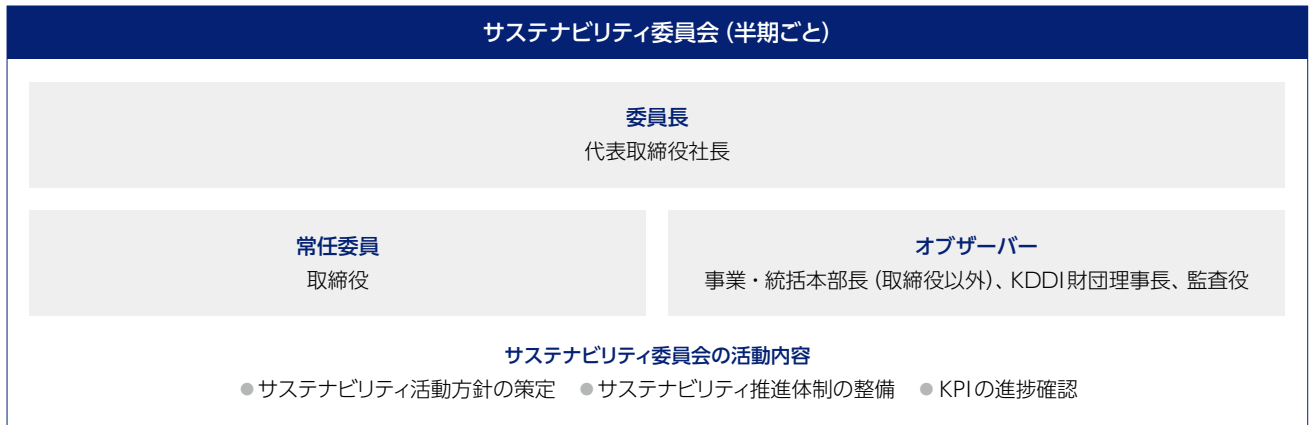 サステナビリティ委員会（半期ごと）
委員長
代表取締役社長
常任委員
取締役
オブザーバー
事業・統括本部長（取締役以外）、KDDI財団理事長、監査役
サステナビリティ委員会の活動内容
●サステナビリティ活動方針の策定 ●サステナビリティ推進体制の整備 ●KPIの進捗確認